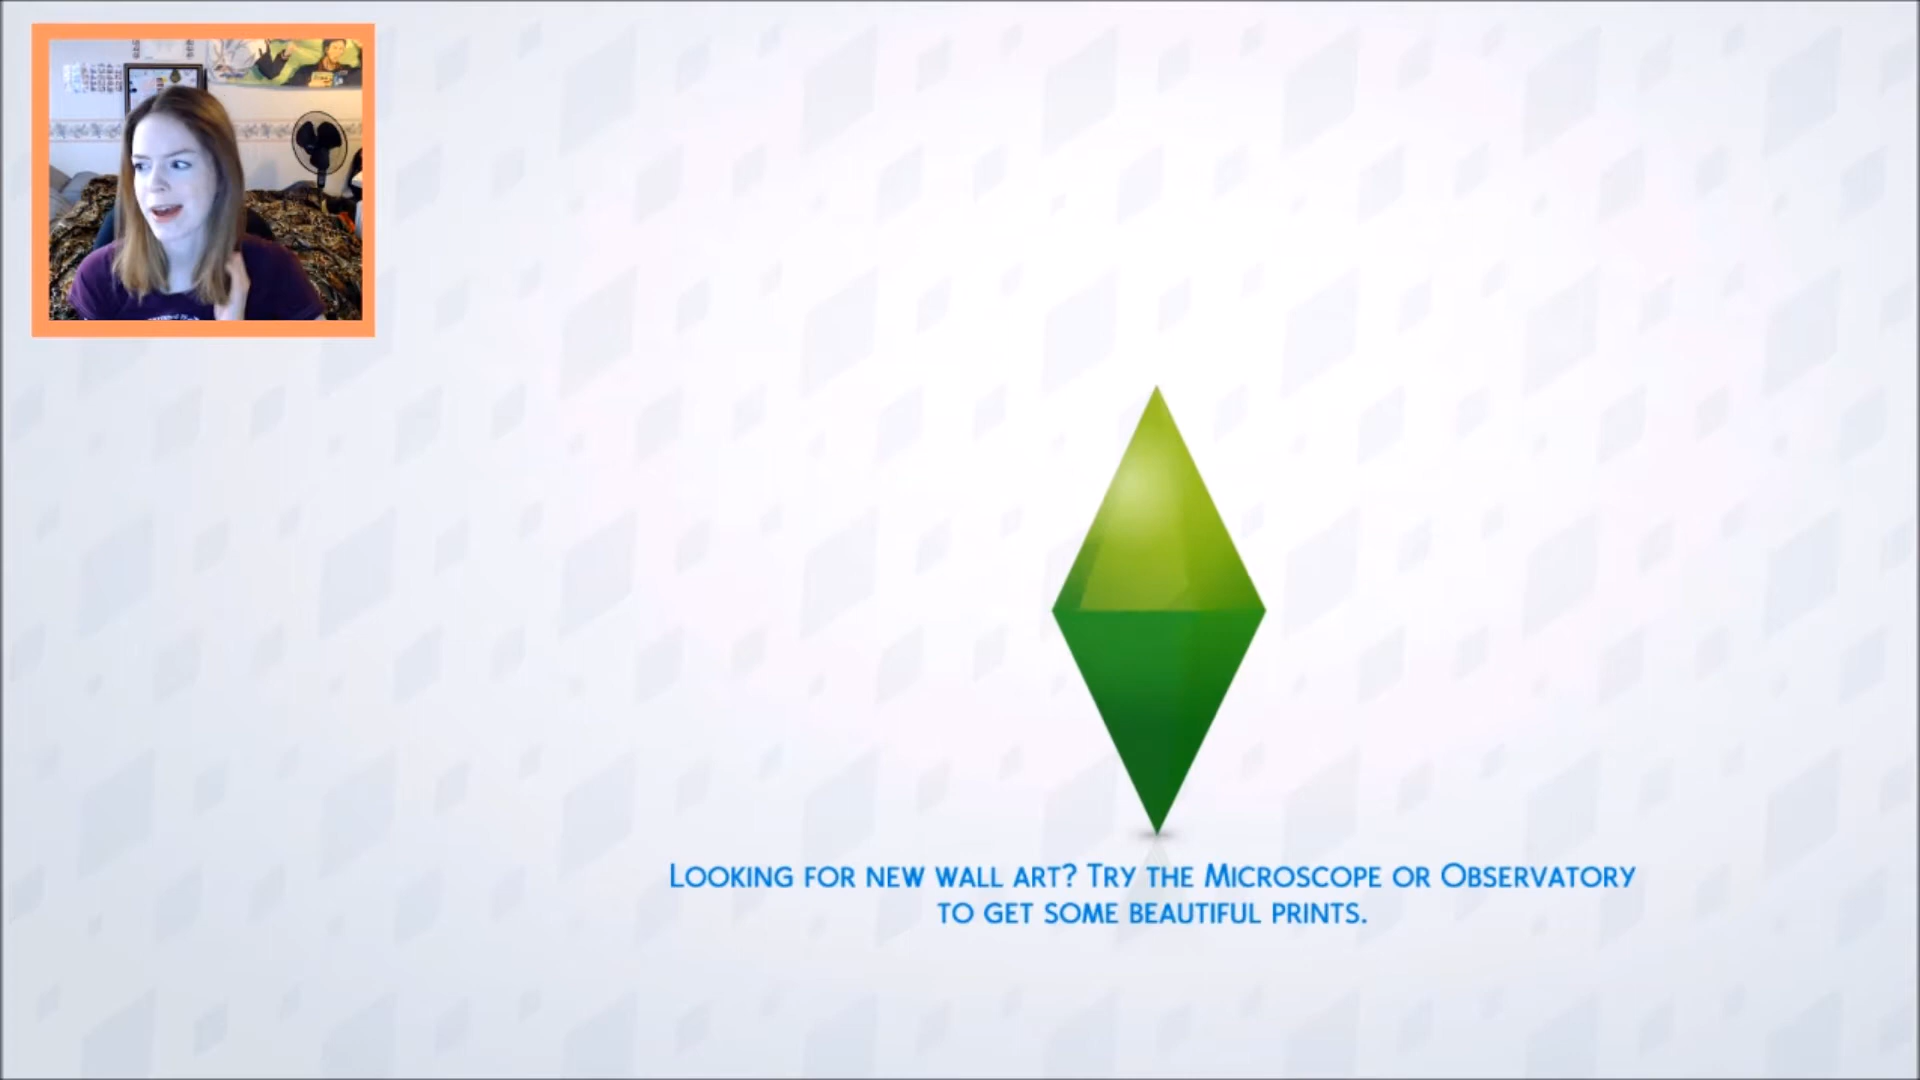 Looking for new wall art? Try the Microscope or Observatory
to get some beautiful prints.